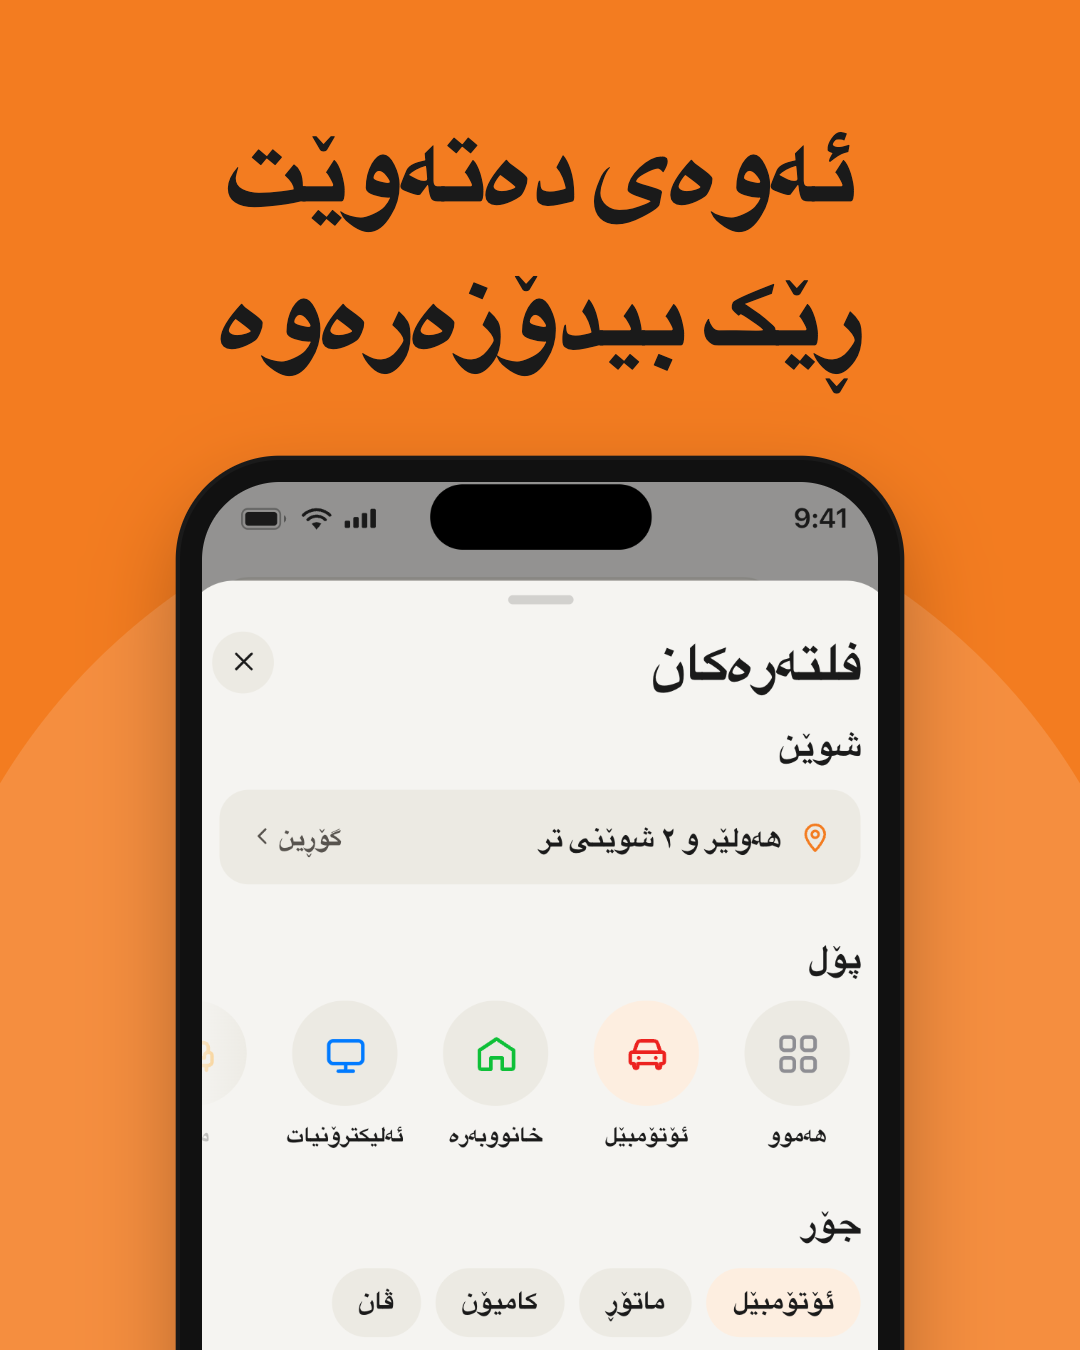 ئەوەی دەتەوێت
ڕێک بیدۆزەرەوە
9:41
فلتەرەکان
شوێن
هەولێر و ٢ شوێنی تر
گۆڕین
پۆل
هەموو
ئۆتۆمبێل
خانووبەرە
ئەلیکترۆنیات
جۆر
ئۆتۆمبێل
ماتۆڕ
کامیۆن
ڤان